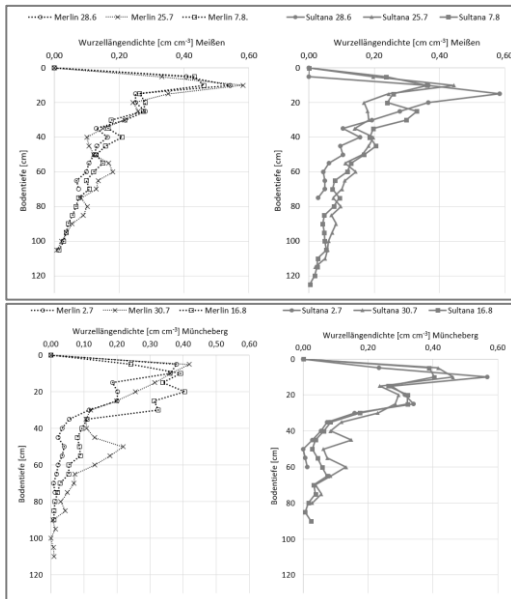 Merlin 28.6 Merlin 25.7 Merlin 7.8.
Wurzellängendichte [cm cm⁻³] Meißen
0,00 0,20 0,40 0,60
Bodentiefe [cm]
0
20
40
60
80
100
120
Sultana 28.6 Sultana 25.7 Sultana 7.8
Wurzellängendichte [cm cm⁻³] Meißen
0,00 0,20 0,40 0,60
Bodentiefe [cm]
0
20
40
60
80
100
120
Merlin 2.7 Merlin 30.7 Merlin 16.8
Wurzellängendichte [cm cm⁻³] Müncheberg
0,00 0,10 0,20 0,30 0,40 0,50 0,60
Bodentiefe [cm]
0
20
40
60
80
100
120
Sultana 2.7 Sultana 30.7 Sultana 16.8
Wurzellängendichte [cm cm⁻³] Müncheberg
0,00 0,20 0,40 0,60
Bodentiefe [cm]
0
20
40
60
80
100
120